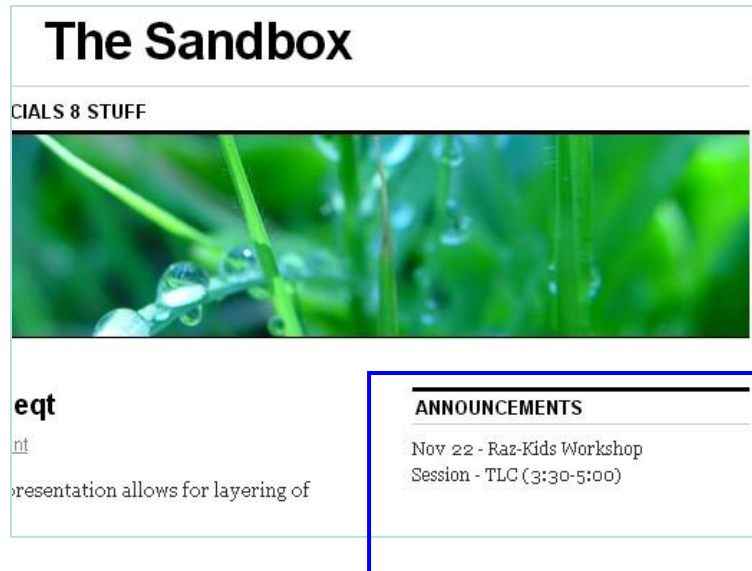 The Sandbox
CIALS 8 STUFF
eqt
nt
presentation allows for layering of
ANNOUNCEMENTS
Nov 22 - Raz-Kids Workshop
Session - TLC (3:30-5:00)